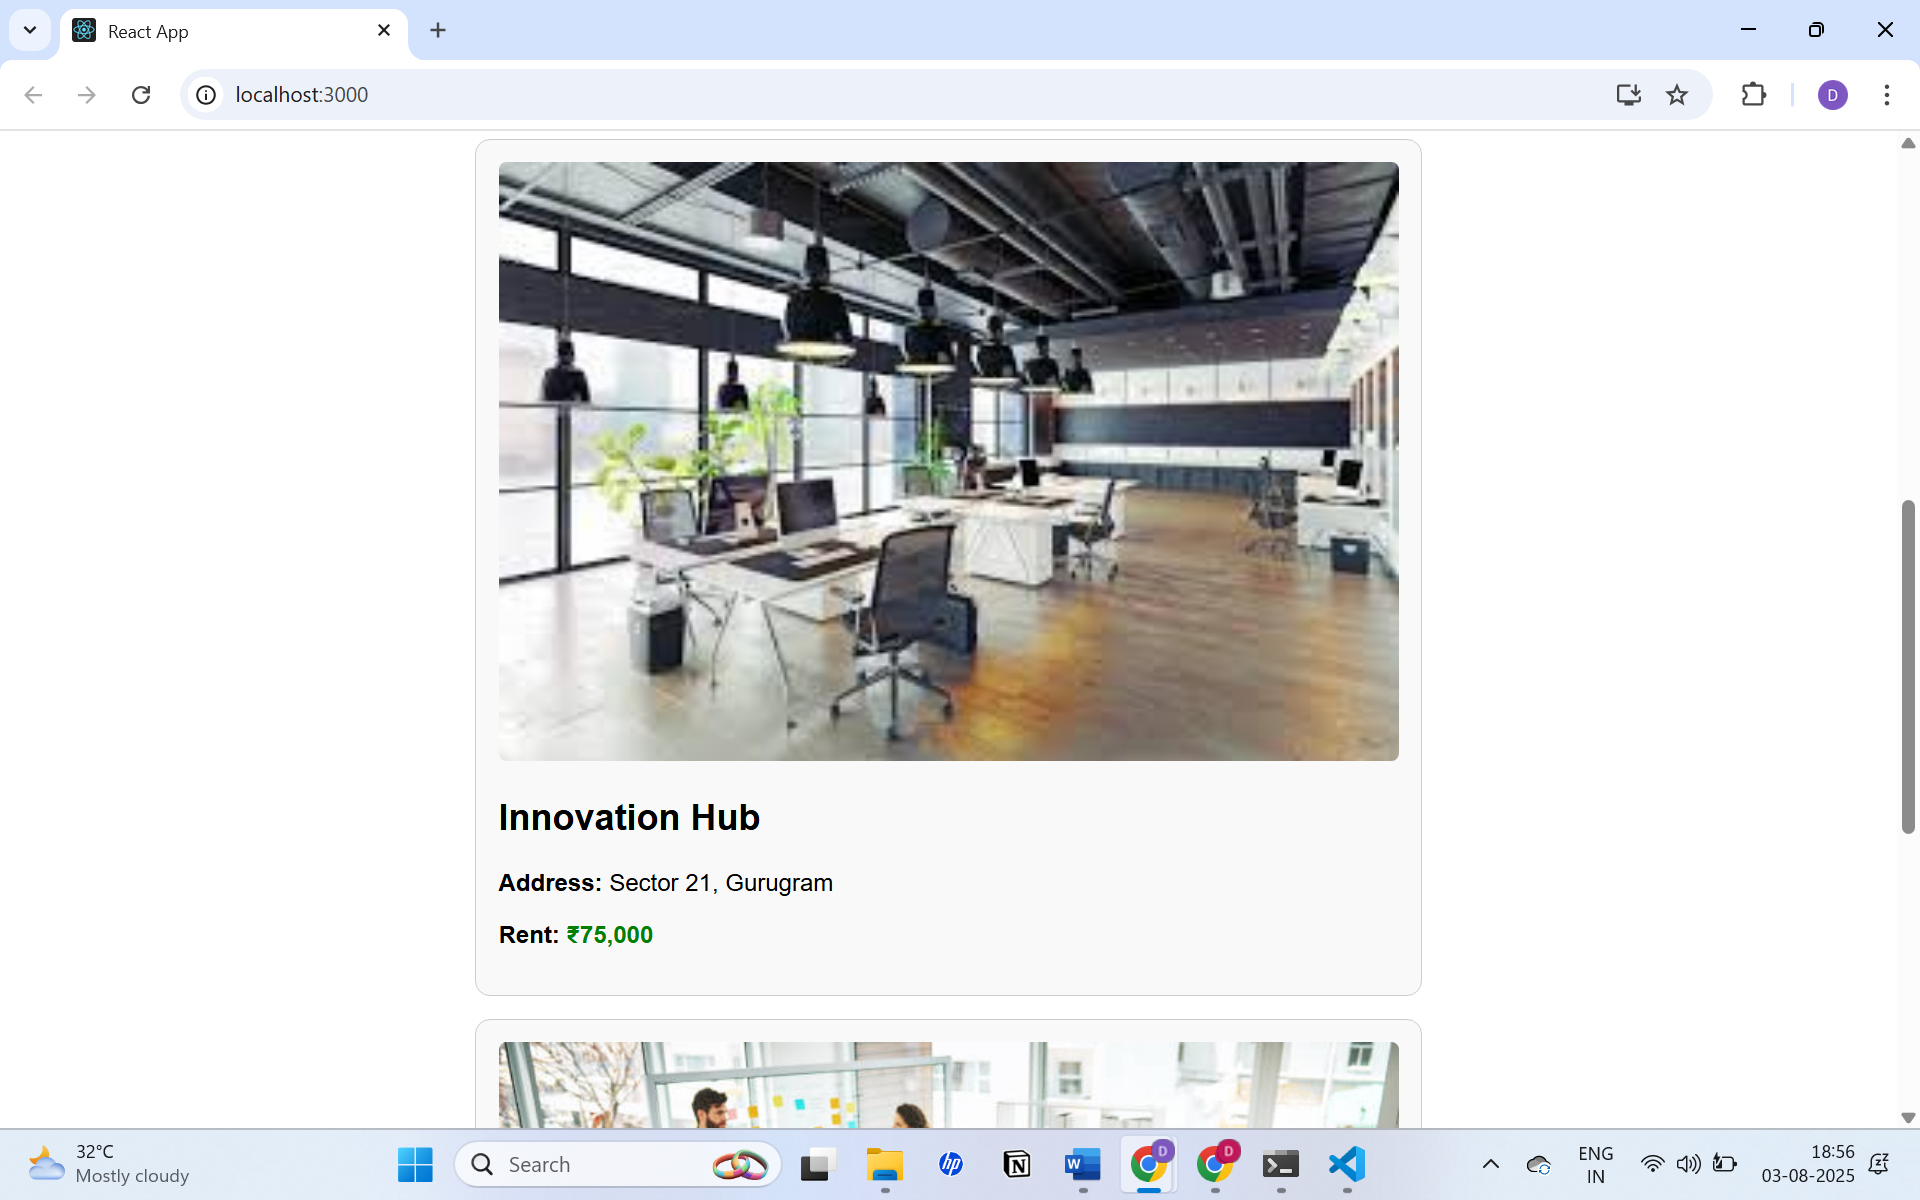 React App
localhost:3000
D
Innovation Hub
Address: Sector 21, Gurugram
Rent: ₹75,000
32°C
Mostly cloudy
Search
hp
N
W
D
D
ENG
IN
18:56
03-08-2025